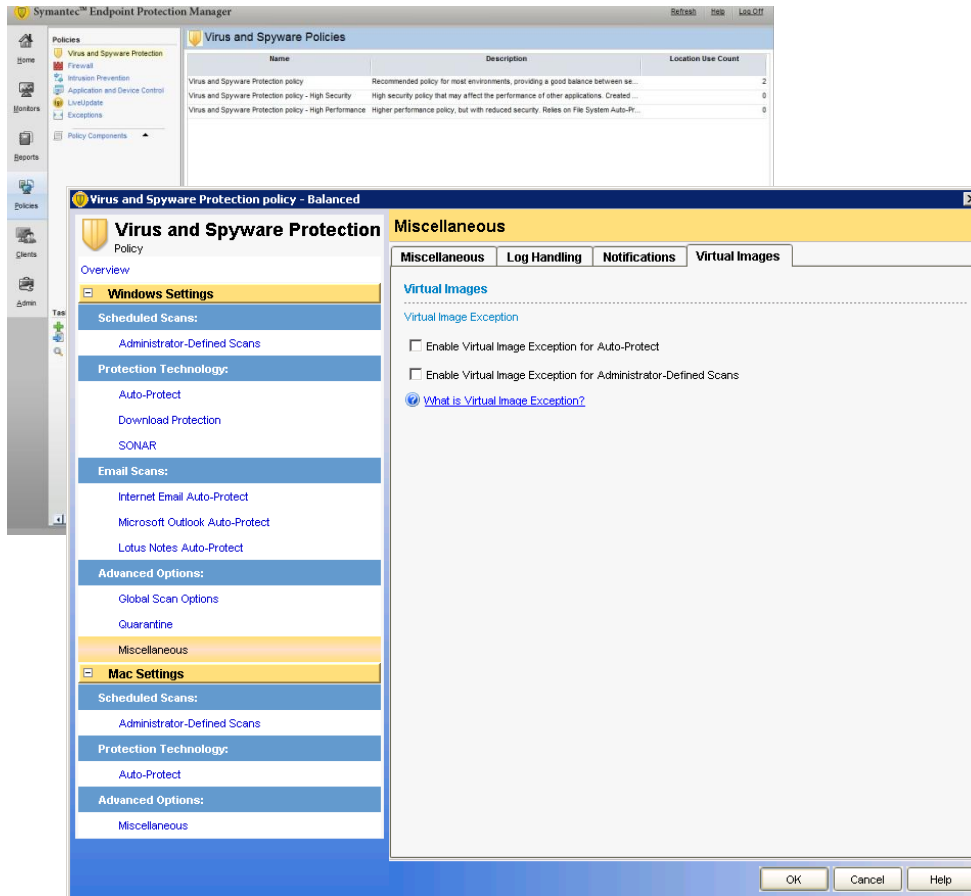 Symantec™ Endpoint Protection Manager
Refresh Help Log Off
Home
Monitors
Reports
Policies
Clients
Admin
Policies
Virus and Spyware Protection
Firewall
Intrusion Prevention
Application and Device Control
LiveUpdate
Exceptions
Policy Components
Tas
Virus and Spyware Policies
Name Description Location Use Count
Virus and Spyware Protection policy Recommended policy for most environments, providing a good balance between se... 2
Virus and Spyware Protection policy - High Security High security policy that may affect the performance of other applications. Created ... 0
Virus and Spyware Protection policy - High Performance Higher performance policy, but with reduced security. Relies on File System Auto-Pr... 0
Virus and Spyware Protection policy - Balanced
Virus and Spyware Protection
Policy
Overview
Windows Settings
Scheduled Scans:
Administrator-Defined Scans
Protection Technology:
Auto-Protect
Download Protection
SONAR
Email Scans:
Internet Email Auto-Protect
Microsoft Outlook Auto-Protect
Lotus Notes Auto-Protect
Advanced Options:
Global Scan Options
Quarantine
Miscellaneous
Mac Settings
Scheduled Scans:
Administrator-Defined Scans
Protection Technology:
Auto-Protect
Advanced Options:
Miscellaneous
Miscellaneous
Miscellaneous Log Handling Notifications Virtual Images
Virtual Images
Virtual Image Exception
Enable Virtual Image Exception for Auto-Protect
Enable Virtual Image Exception for Administrator-Defined Scans
What is Virtual Image Exception?
OK Cancel Help